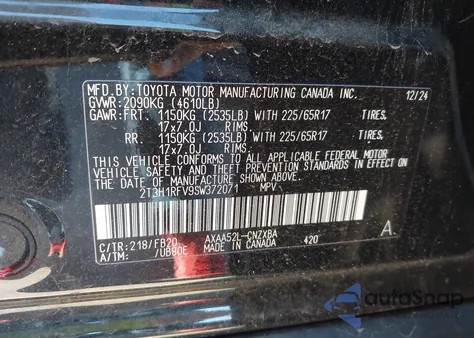 MFD.BY:TOYOTA MOTOR MANUFACTURING CANADA INC. 12/24
GVWR:2090KG (4610LB)
GAWR:FRT. 1150KG (2535LB) WITH 225/65R17 TIRES,
17x7.0J RIMS.
RR. 1150KG (2535LB) WITH 225/65R17 TIRES,
17x7.0J RIMS.
THIS VEHICLE CONFORMS TO ALL APPLICABLE FEDERAL MOTOR
VEHICLE SAFETY AND THEFT PREVENTION STANDARDS IN EFFECT ON
THE DATE OF MANUFACTURE SHOWN ABOVE.
2T3H1RFV9SW372071 MPV
C/TR:218/FB20 AXAA52L-CNZXBA A.
A/TM: /UB80E MADE IN CANADA 420
autoSnap